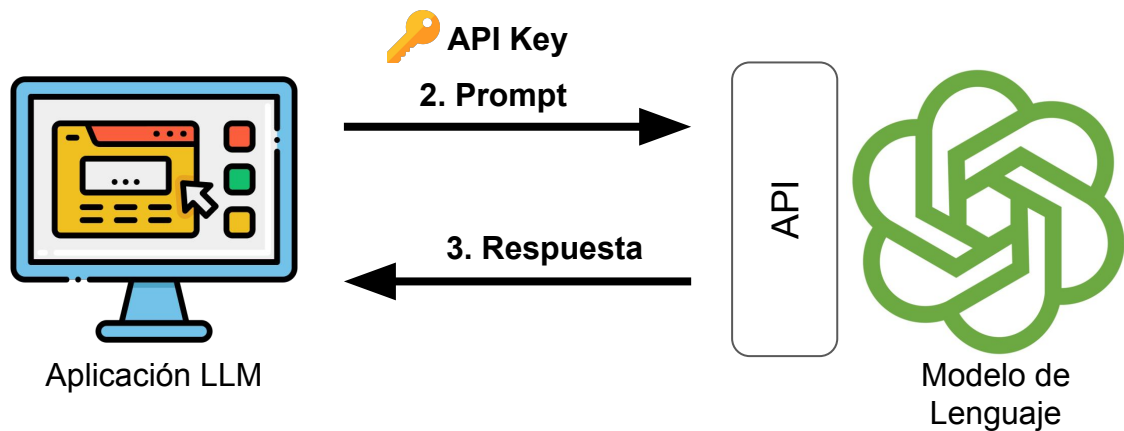 API Key
2. Prompt
API
3. Respuesta
Aplicación LLM
Modelo de
Lenguaje